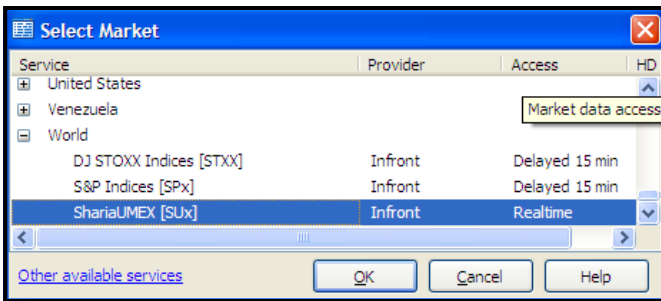 Select Market
Service Provider Access HD
United States
Venezuela
Market data access
World
DJ STOXX Indices [STXX] Infront Delayed 15 min
S&P Indices [SPx] Infront Delayed 15 min
ShariaUMEX [SUx] Infront Realtime
Other available services OK Cancel Help